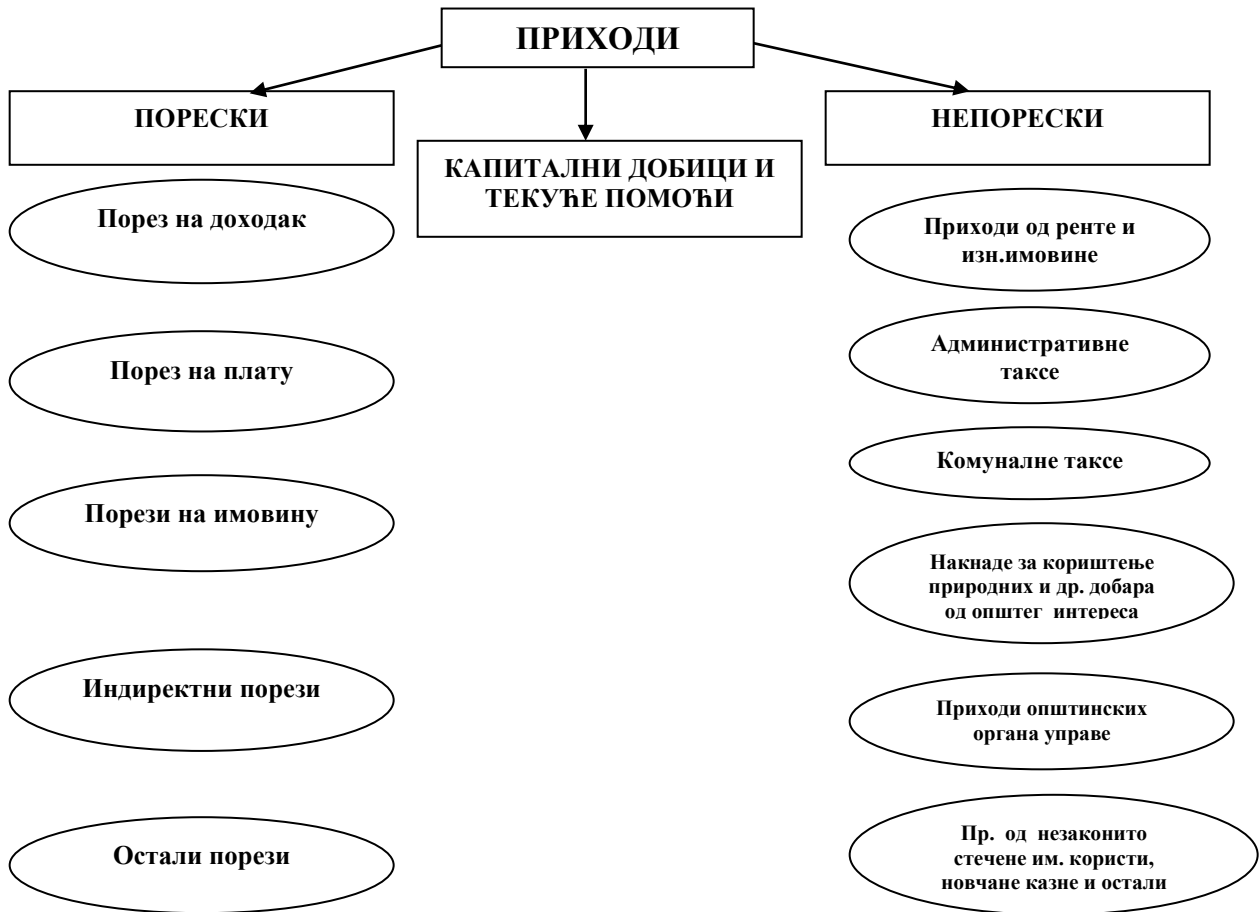 ПРИХОДИ
ПОРЕСКИ
КАПИТАЛНИ ДОБИЦИ И
ТЕКУЋЕ ПОМОЋИ
НЕПОРЕСКИ
Порез на доходак
Порез на плату
Порези на имовину
Индиректни порези
Остали порези
Приходи од ренте и
изн.имовине
Административне
таксе
Комуналне таксе
Накнаде за кориштење
природних и др. добара
од општег интереса
Приходи општинских
органа управе
Пр. од незаконито
стечене им. користи,
новчане казне и остали